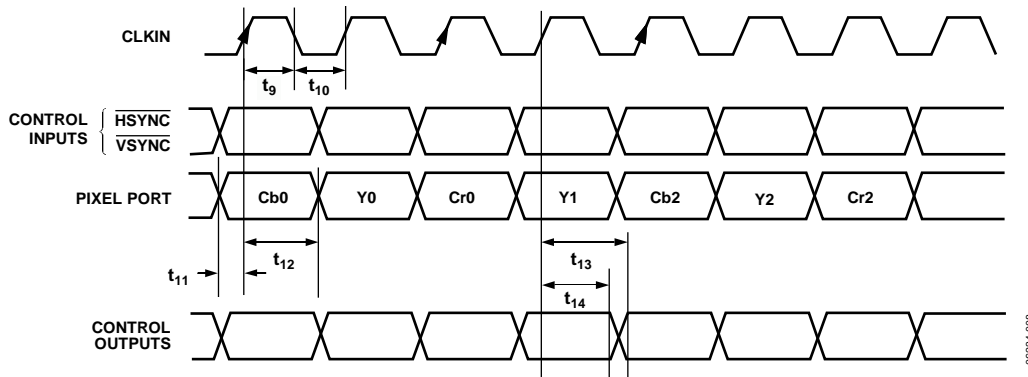 CLKIN
t9
t10
CONTROL
INPUTS
HSYNC
VSYNC
PIXEL PORT
Cb0
Y0
Cr0
Y1
Cb2
Y2
Cr2
t12
t13
t11
t14
CONTROL
OUTPUTS